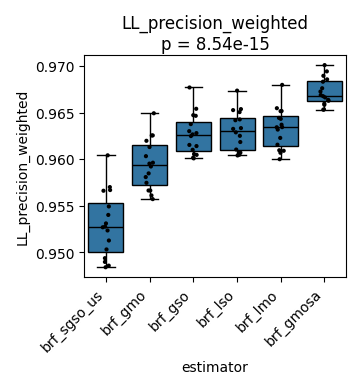 LL_precision_weighted
p = 8.54e-15
LL_precision_weighted
0.970
0.965
0.960
0.955
0.950
brf_sgso_us
brf_gmo
brf_gso
brf_lso
brf_lmo
brf_gmosa
estimator